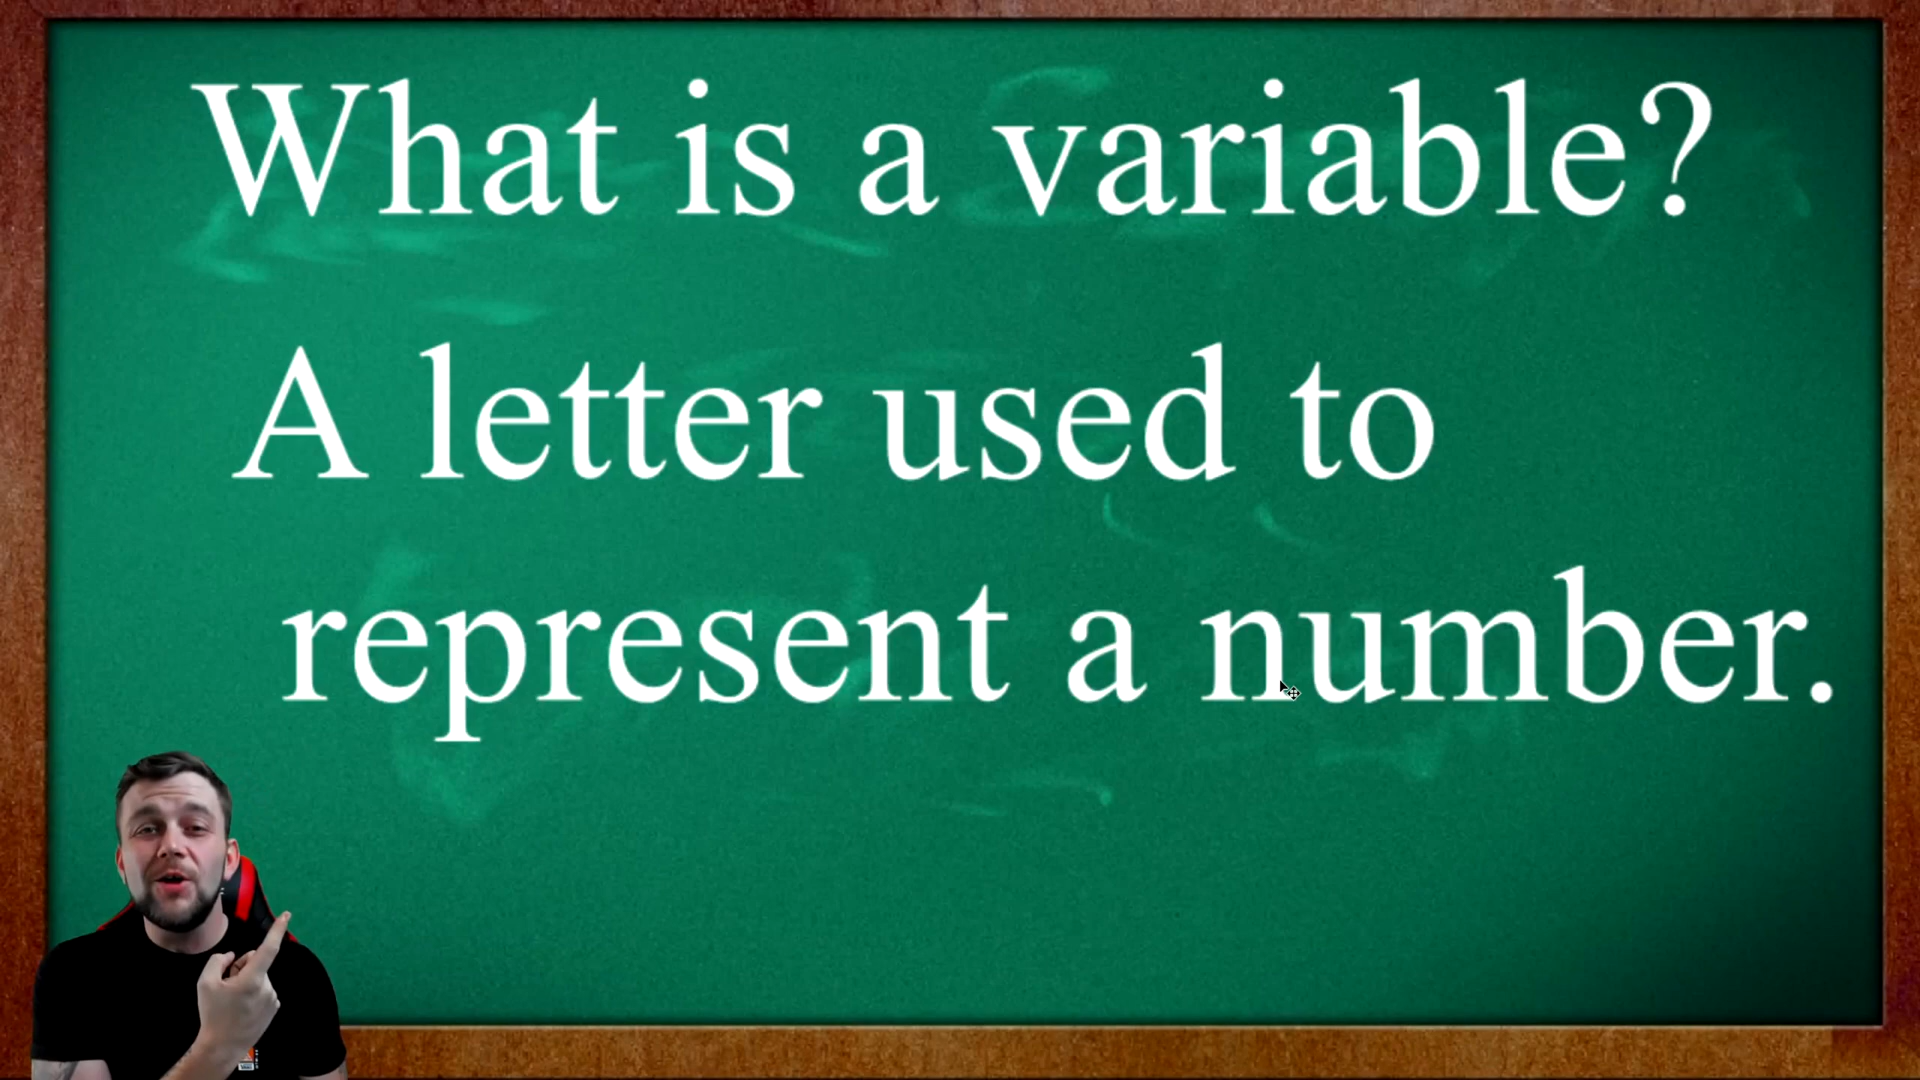 What is a variable?
A letter used to
represent a number.